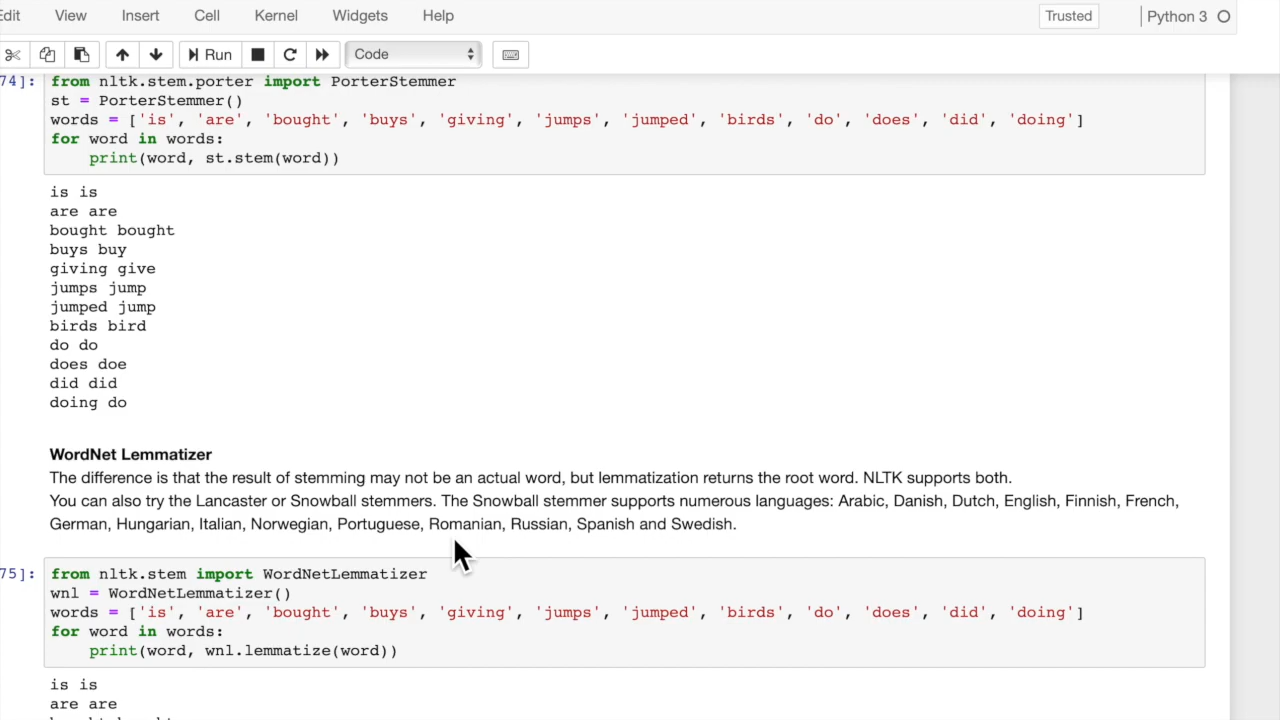 Edit View Insert Cell Kernel Widgets Help Trusted Python 3
Run Code
74]: from nltk.stem.porter import PorterStemmer
st = PorterStemmer()
words = ['is', 'are', 'bought', 'buys', 'giving', 'jumps', 'jumped', 'birds', 'do', 'does', 'did', 'doing']
for word in words:
    print(word, st.stem(word))
is is
are are
bought bought
buys buy
giving give
jumps jump
jumped jump
birds bird
do do
does doe
did did
doing do
WordNet Lemmatizer
The difference is that the result of stemming may not be an actual word, but lemmatization returns the root word. NLTK supports both.
You can also try the Lancaster or Snowball stemmers. The Snowball stemmer supports numerous languages: Arabic, Danish, Dutch, English, Finnish, French,
German, Hungarian, Italian, Norwegian, Portuguese, Romanian, Russian, Spanish and Swedish.
75]: from nltk.stem import WordNetLemmatizer
wnl = WordNetLemmatizer()
words = ['is', 'are', 'bought', 'buys', 'giving', 'jumps', 'jumped', 'birds', 'do', 'does', 'did', 'doing']
for word in words:
    print(word, wnl.lemmatize(word))
is is
are are